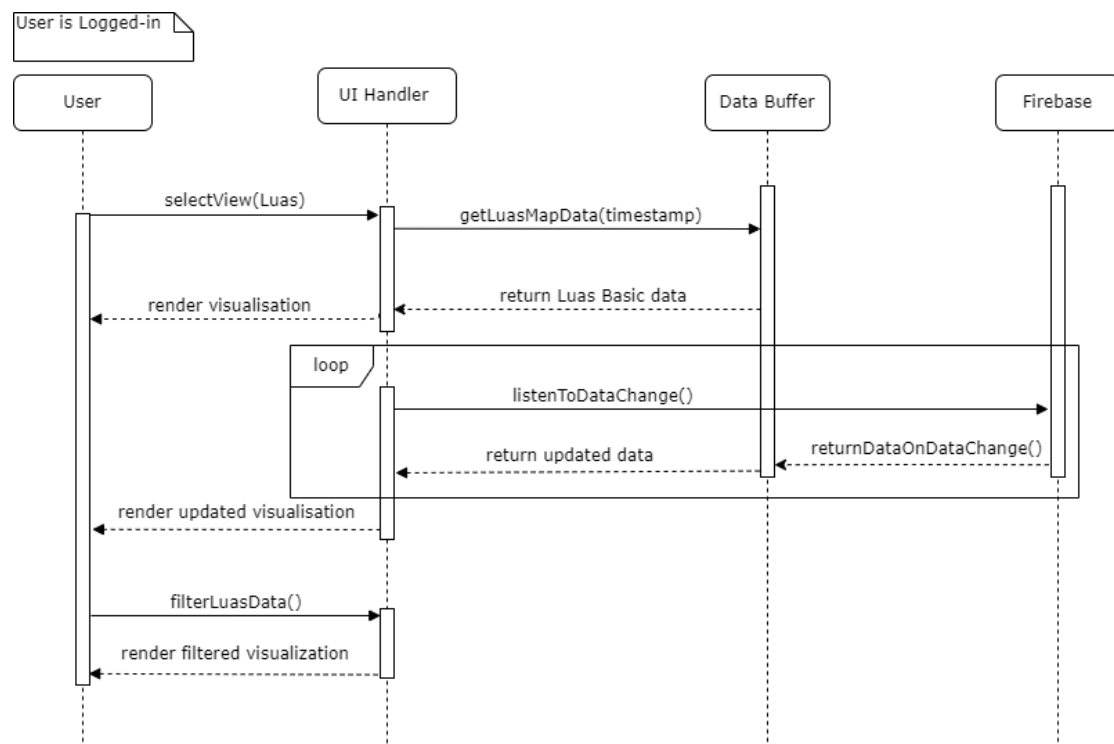 User is Logged-in
User
UI Handler
Data Buffer
Firebase
selectView(Luas)
getLuasMapData(timestamp)
return Luas Basic data
render visualisation
loop
listenToDataChange()
returnDataOnDataChange()
return updated data
render updated visualisation
filterLuasData()
render filtered visualization